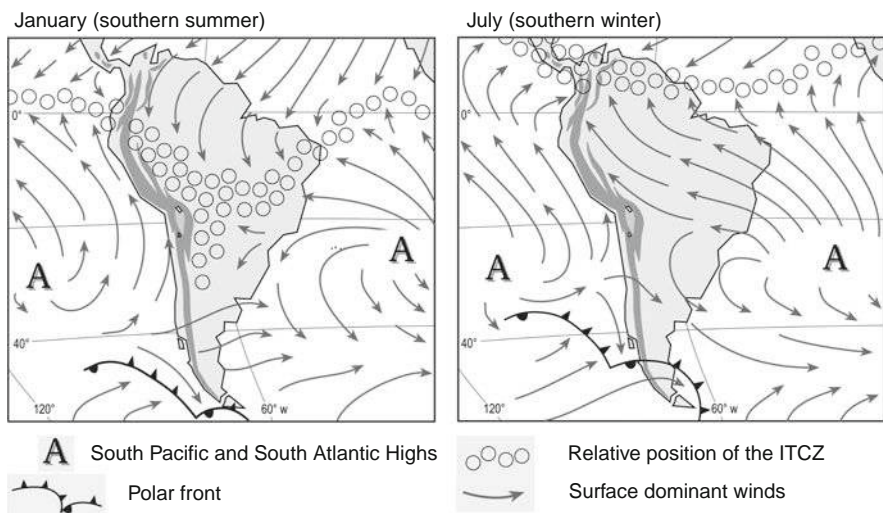 January (southern summer)
July (southern winter)
0°
A
A
40°
120°
60° w
0°
A
A
40°
120°
60° w
A South Pacific and South Atlantic Highs
Relative position of the ITCZ
Polar front
Surface dominant winds